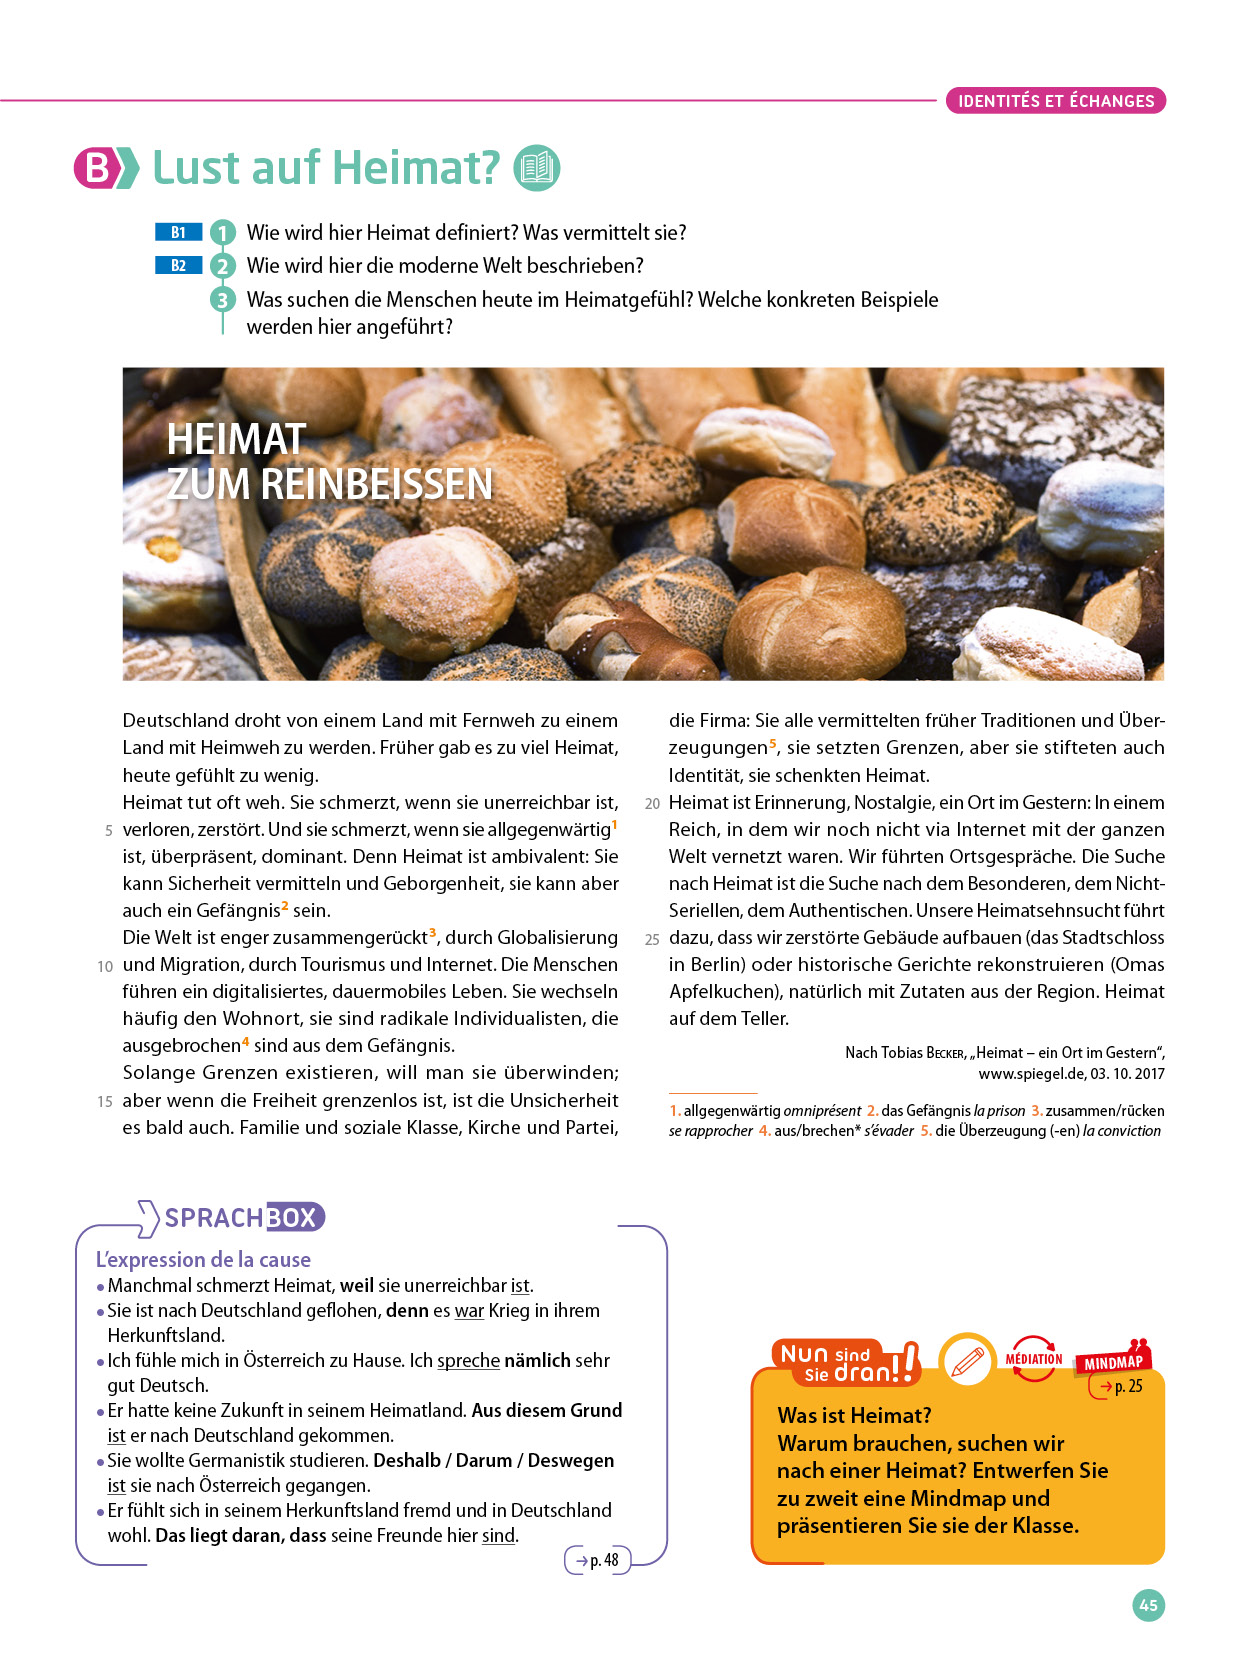 IDENTITÉS ET ÉCHANGES
B Lust auf Heimat?
B1 1 Wie wird hier Heimat definiert? Was vermittelt sie?
B2 2 Wie wird hier die moderne Welt beschrieben?
3 Was suchen die Menschen heute im Heimatgefühl? Welche konkreten Beispiele
werden hier angeführt?
HEIMAT
ZUM REINBEISSEN
Deutschland droht von einem Land mit Fernweh zu einem
Land mit Heimweh zu werden. Früher gab es zu viel Heimat,
heute gefühlt zu wenig.
Heimat tut oft weh. Sie schmerzt, wenn sie unerreichbar ist,
5 verloren, zerstört. Und sie schmerzt, wenn sie allgegenwärtig1
ist, überpräsent, dominant. Denn Heimat ist ambivalent: Sie
kann Sicherheit vermitteln und Geborgenheit, sie kann aber
auch ein Gefängnis2 sein.
Die Welt ist enger zusammengerückt3, durch Globalisierung
10 und Migration, durch Tourismus und Internet. Die Menschen
führen ein digitalisiertes, dauermobiles Leben. Sie wechseln
häufig den Wohnort, sie sind radikale Individualisten, die
ausgebrochen4 sind aus dem Gefängnis.
Solange Grenzen existieren, will man sie überwinden;
15 aber wenn die Freiheit grenzenlos ist, ist die Unsicherheit
es bald auch. Familie und soziale Klasse, Kirche und Partei,
die Firma: Sie alle vermittelten früher Traditionen und Über-
zeugungen5, sie setzten Grenzen, aber sie stifteten auch
Identität, sie schenkten Heimat.
20 Heimat ist Erinnerung, Nostalgie, ein Ort im Gestern: In einem
Reich, in dem wir noch nicht via Internet mit der ganzen
Welt vernetzt waren. Wir führten Ortsgespräche. Die Suche
nach Heimat ist die Suche nach dem Besonderen, dem Nicht-
Seriellen, dem Authentischen. Unsere Heimatsehnsucht führt
25 dazu, dass wir zerstörte Gebäude aufbauen (das Stadtschloss
in Berlin) oder historische Gerichte rekonstruieren (Omas
Apfelkuchen), natürlich mit Zutaten aus der Region. Heimat
auf dem Teller.
Nach Tobias BECKER, „Heimat – ein Ort im Gestern“,
www.spiegel.de, 03. 10. 2017
1. allgegenwärtig omniprésent 2. das Gefängnis la prison 3. zusammen/rücken
se rapprocher 4. aus/brechen* s’évader 5. die Überzeugung (-en) la conviction
SPRACHBOX
L’expression de la cause
• Manchmal schmerzt Heimat, weil sie unerreichbar ist.
• Sie ist nach Deutschland geflohen, denn es war Krieg in ihrem
Herkunftsland.
• Ich fühle mich in Österreich zu Hause. Ich spreche nämlich sehr
gut Deutsch.
• Er hatte keine Zukunft in seinem Heimatland. Aus diesem Grund
ist er nach Deutschland gekommen.
• Sie wollte Germanistik studieren. Deshalb / Darum / Deswegen
ist sie nach Österreich gegangen.
• Er fühlt sich in seinem Herkunftsland fremd und in Deutschland
wohl. Das liegt daran, dass seine Freunde hier sind.
→ p. 48
Nun sind
Sie dran!!
MÉDIATION
MINDMAP
→ p. 25
Was ist Heimat?
Warum brauchen, suchen wir
nach einer Heimat? Entwerfen Sie
zu zweit eine Mindmap und
präsentieren Sie sie der Klasse.
45